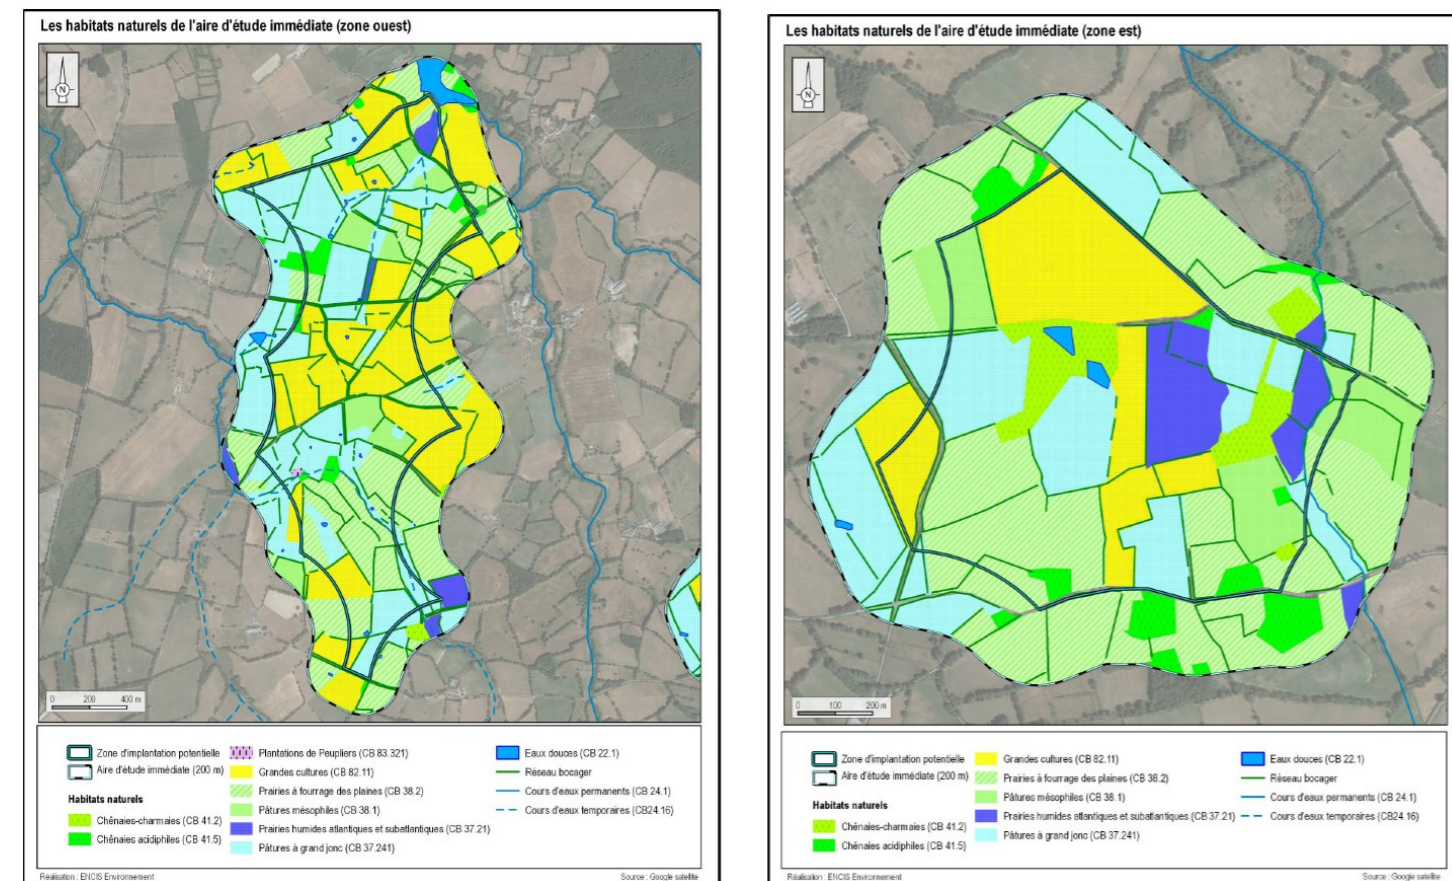 Les habitats naturels de l'aire d'étude immédiate (zone ouest)
N
0 200 400 m
Zone d'implantation potentielle
Aire d'étude immédiate (200 m)
Habitats naturels
Chênaies-charmaies (CB 41.2)
Chênaies acidiphiles (CB 41.5)
Plantations de Peupliers (CB 83.321)
Grandes cultures (CB 82.11)
Prairies à fourrage des plaines (CB 38.2)
Pâtures mésophiles (CB 38.1)
Prairies humides atlantiques et subatlantiques (CB 37.21)
Pâtures à grand jonc (CB 37.241)
Eaux douces (CB 22.1)
Réseau bocager
Cours d'eaux permanents (CB 24.1)
Cours d'eaux temporaires (CB24.16)
Réalisation : ENCIS Environnement
Source : Google satellite
Les habitats naturels de l'aire d'étude immédiate (zone est)
N
0 100 200 m
Zone d'implantation potentielle
Aire d'étude immédiate (200 m)
Habitats naturels
Chênaies-charmaies (CB 41.2)
Chênaies acidiphiles (CB 41.5)
Grandes cultures (CB 82.11)
Prairies à fourrage des plaines (CB 38.2)
Pâtures mésophiles (CB 38.1)
Prairies humides atlantiques et subatlantiques (CB 37.21)
Pâtures à grand jonc (CB 37.241)
Eaux douces (CB 22.1)
Réseau bocager
Cours d'eaux permanents (CB 24.1)
Cours d'eaux temporaires (CB24.16)
Réalisation : ENCIS Environnement
Source : Google satellite